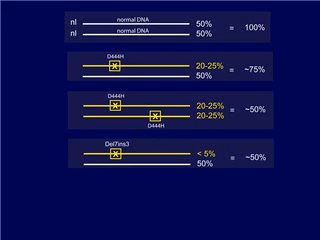 normal DNA
nl 50%
normal DNA = 100%
nl 50%
D444H
X 20-25%
= ~75%
50%
D444H
X 20-25%
= ~50%
X 20-25%
D444H
Del7ins3
X < 5%
= ~50%
50%